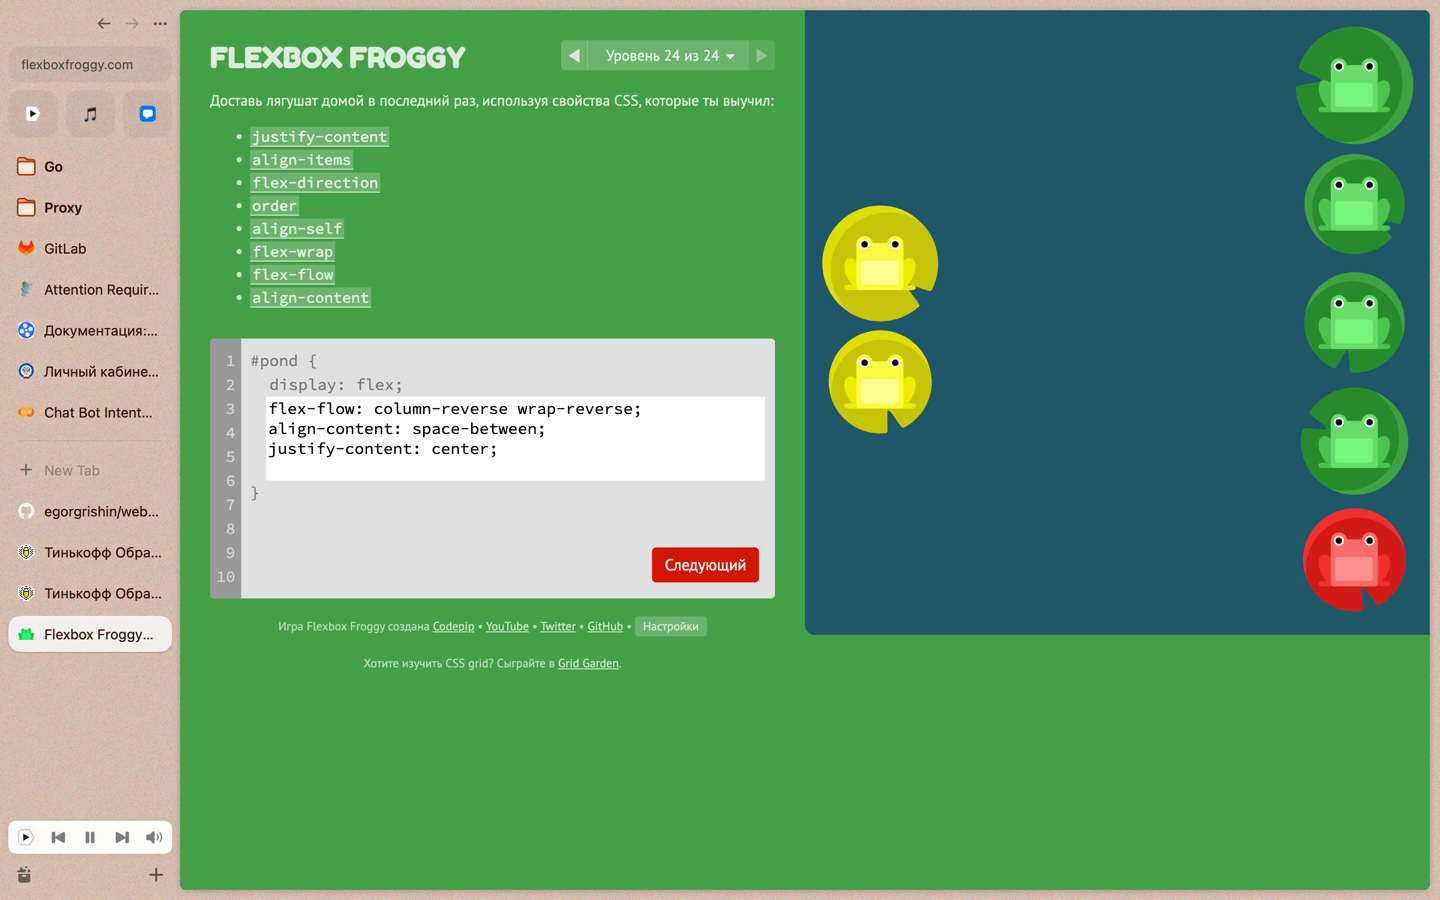 flexboxfroggy.com
Go
Proxy
GitLab
Attention Requir...
Документация:...
Личный кабине...
Chat Bot Intent...
New Tab
egorgrishin/web...
Тинькофф Обра...
Тинькофф Обра...
Flexbox Froggy...
FLEXBOX FROGGY
Уровень 24 из 24
Доставь лягушат домой в последний раз, используя свойства CSS, которые ты выучил:
• justify-content
• align-items
• flex-direction
• order
• align-self
• flex-wrap
• flex-flow
• align-content
1 #pond {
2 display: flex;
3 flex-flow: column-reverse wrap-reverse;
4 align-content: space-between;
5 justify-content: center;
6
7 }
8
9
10
Следующий
Игра Flexbox Froggy создана Codepip • YouTube • Twitter • GitHub • Настройки
Хотите изучить CSS grid? Сыграйте в Grid Garden.